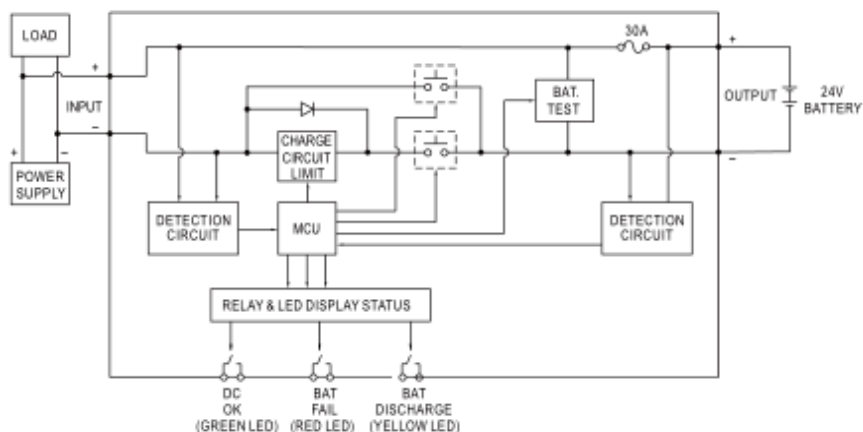 LOAD
30A
+
+
+
INPUT
BAT.
TEST
OUTPUT
24V
BATTERY
−
−
+
−
POWER
SUPPLY
CHARGE
CIRCUIT
LIMIT
DETECTION
CIRCUIT
MCU
DETECTION
CIRCUIT
RELAY & LED DISPLAY STATUS
DC
OK
(GREEN LED)
BAT
FAIL
(RED LED)
BAT
DISCHARGE
(YELLOW LED)